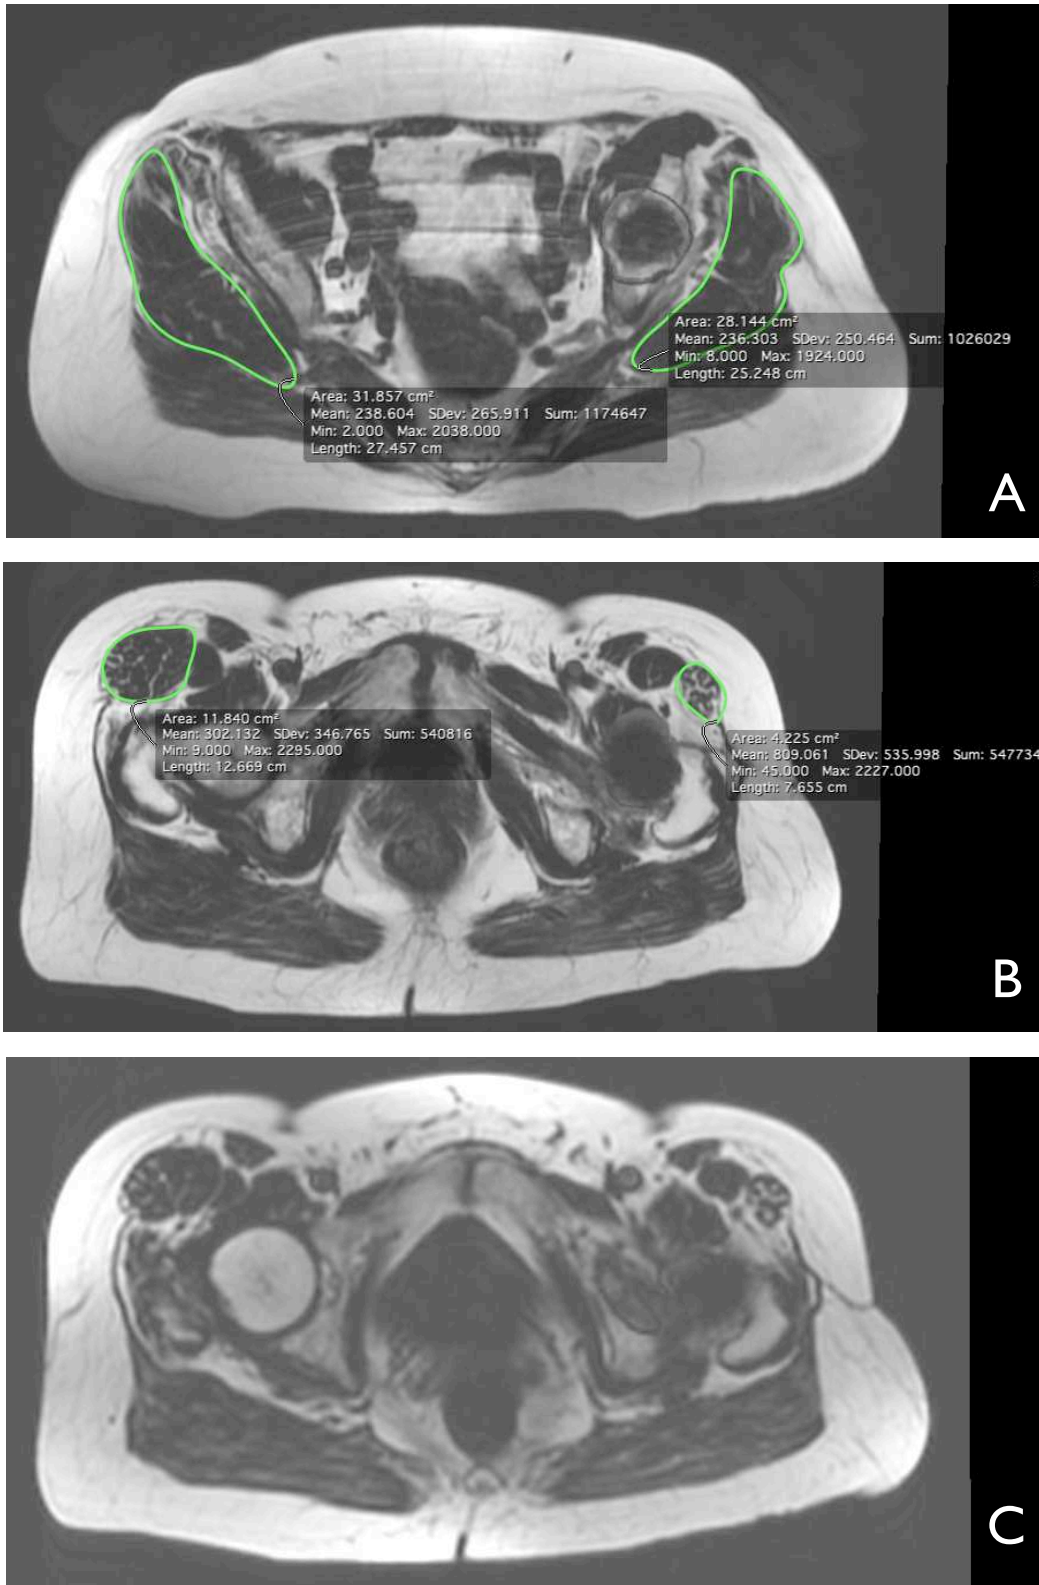 Area: 28.144 cm²
Mean: 236.303 SDev: 250.464 Sum: 1026029
Min: 8.000 Max: 1924.000
Length: 25.248 cm
Area: 31.857 cm²
Mean: 238.604 SDev: 265.911 Sum: 1174647
Min: 2.000 Max: 2038.000
Length: 27.457 cm
A
Area: 11.840 cm²
Mean: 302.132 SDev: 346.765 Sum: 540816
Min: 9.000 Max: 2295.000
Length: 12.669 cm
Area: 4.225 cm²
Mean: 809.061 SDev: 535.998 Sum: 547734
Min: 45.000 Max: 2227.000
Length: 7.655 cm
B
C